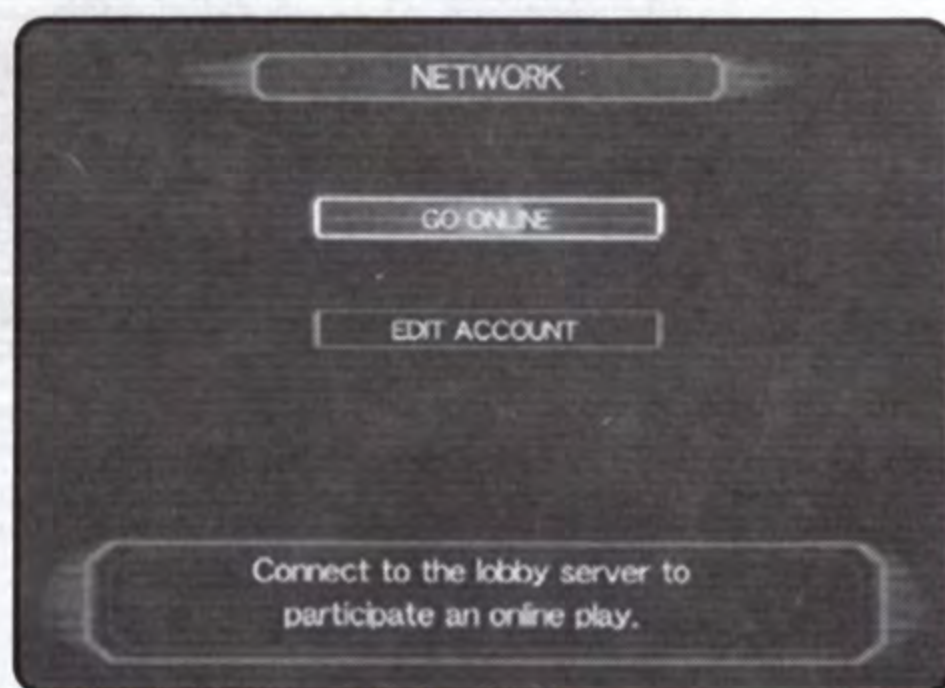 NETWORK
GO ONLINE
EDIT ACCOUNT
Connect to the lobby server to
participate an online play.